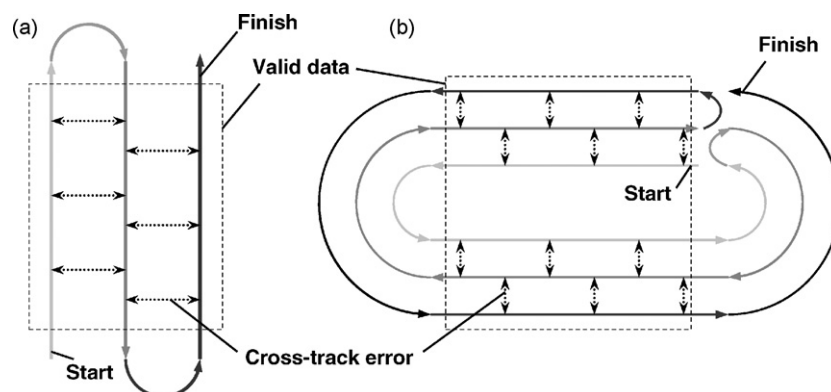 (a)
Finish
Valid data
(b)
Finish
Start
Start
Cross-track error